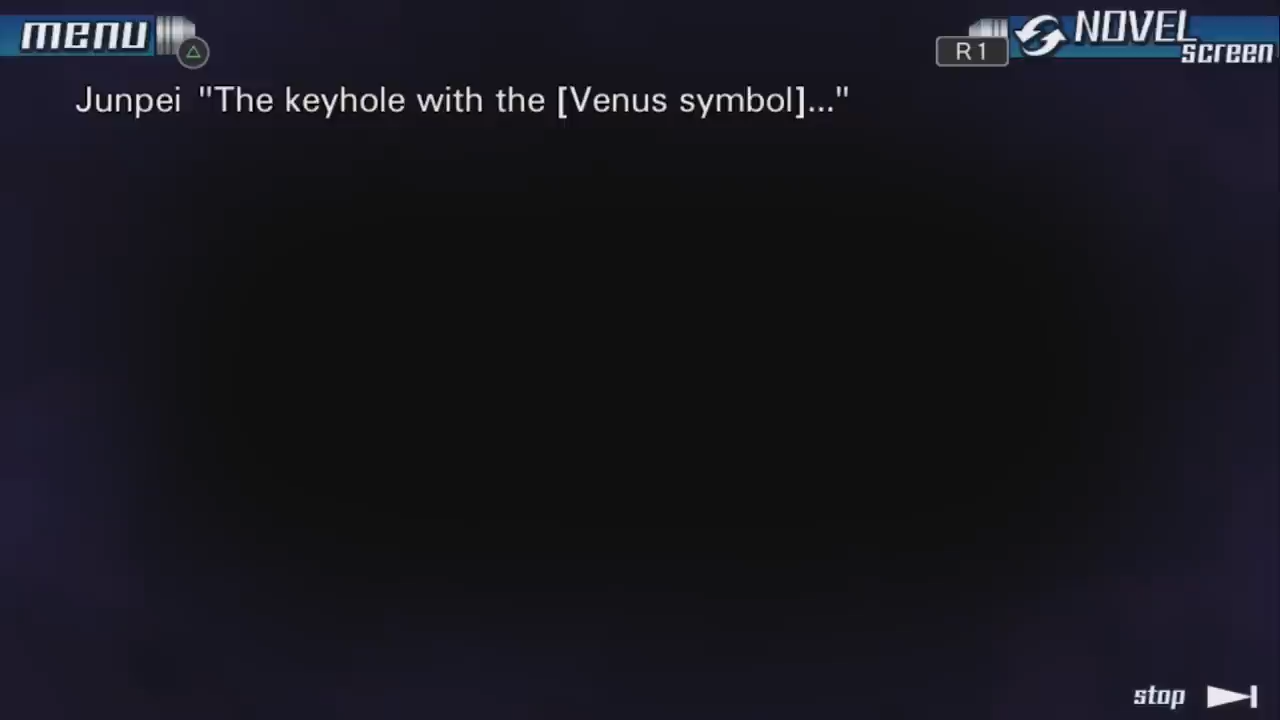 menu
R1
NOVEL
screen
Junpei "The keyhole with the [Venus symbol]..."
stop